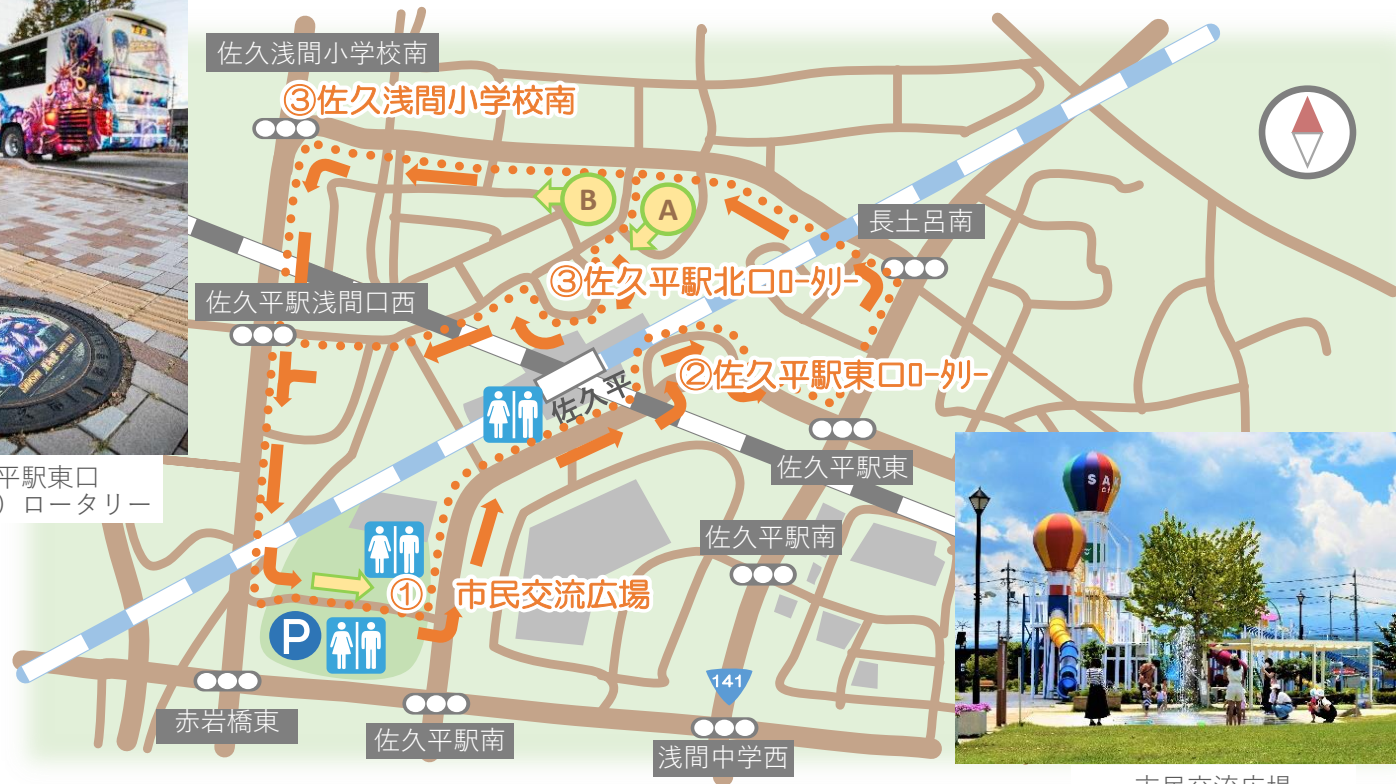 佐久浅間小学校南
③佐久浅間小学校南
B
A
長土呂南
③佐久平駅北口ﾛｰﾀﾘｰ
佐久平駅浅間口西
②佐久平駅東口ﾛｰﾀﾘｰ
佐久平
佐久平駅東
平駅東口
）ロータリー
佐久平駅南
① 市民交流広場
P
141
赤岩橋東
佐久平駅南
浅間中学西